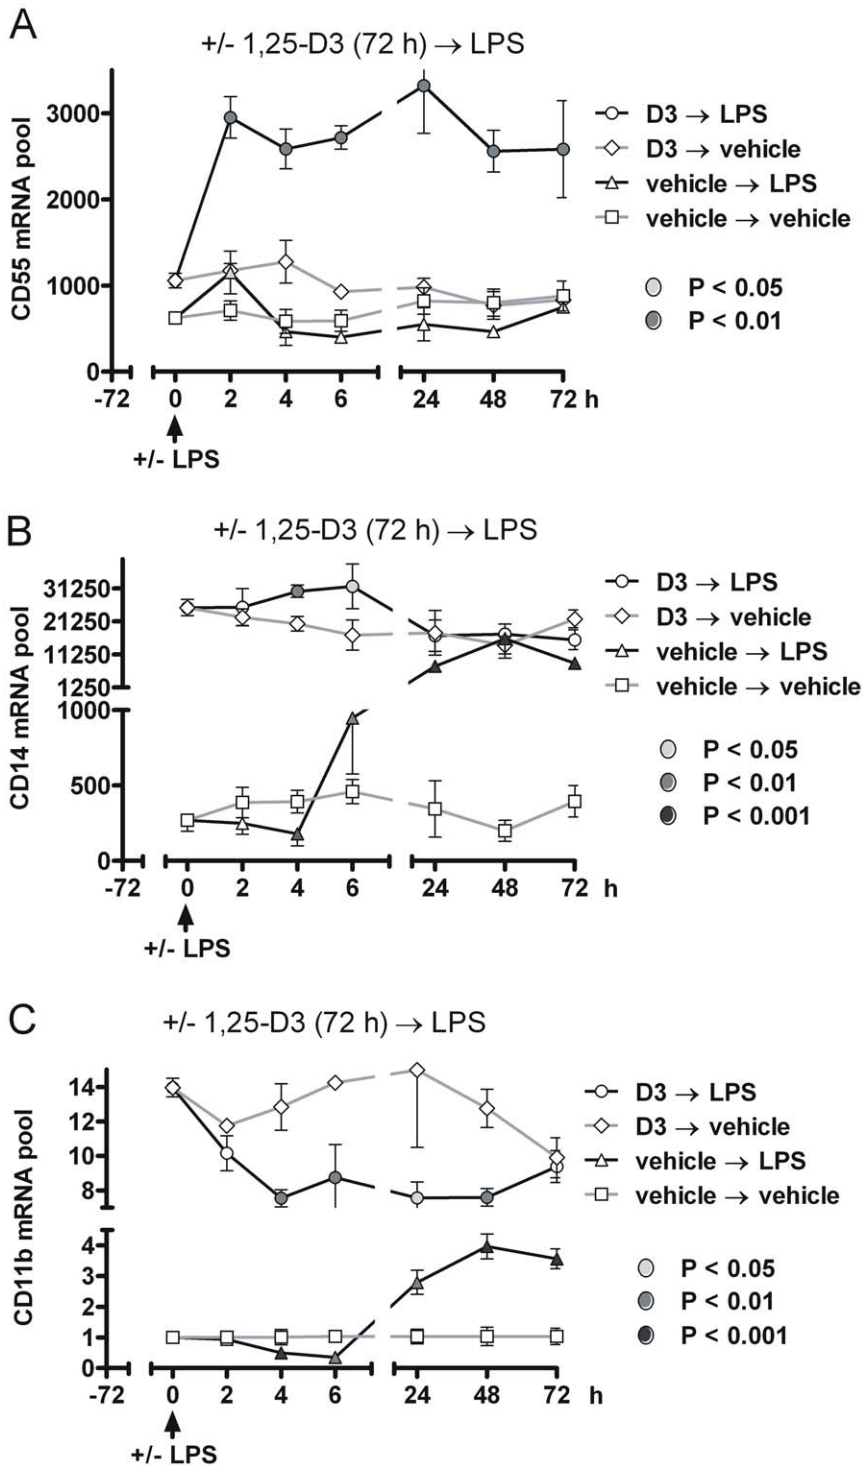 A
+/- 1,25-D3 (72 h) → LPS
CD55 mRNA pool
3000
2000
1000
0
-72 0 2 4 6 24 48 72 h
+/- LPS
D3 → LPS
D3 → vehicle
vehicle → LPS
vehicle → vehicle
P < 0.05
P < 0.01
B
+/- 1,25-D3 (72 h) → LPS
CD14 mRNA pool
31250
21250
11250
1250
1000
500
0
-72 0 2 4 6 24 48 72 h
+/- LPS
D3 → LPS
D3 → vehicle
vehicle → LPS
vehicle → vehicle
P < 0.05
P < 0.01
P < 0.001
C
+/- 1,25-D3 (72 h) → LPS
CD11b mRNA pool
14
12
10
8
4
3
2
1
0
-72 0 2 4 6 24 48 72 h
+/- LPS
D3 → LPS
D3 → vehicle
vehicle → LPS
vehicle → vehicle
P < 0.05
P < 0.01
P < 0.001